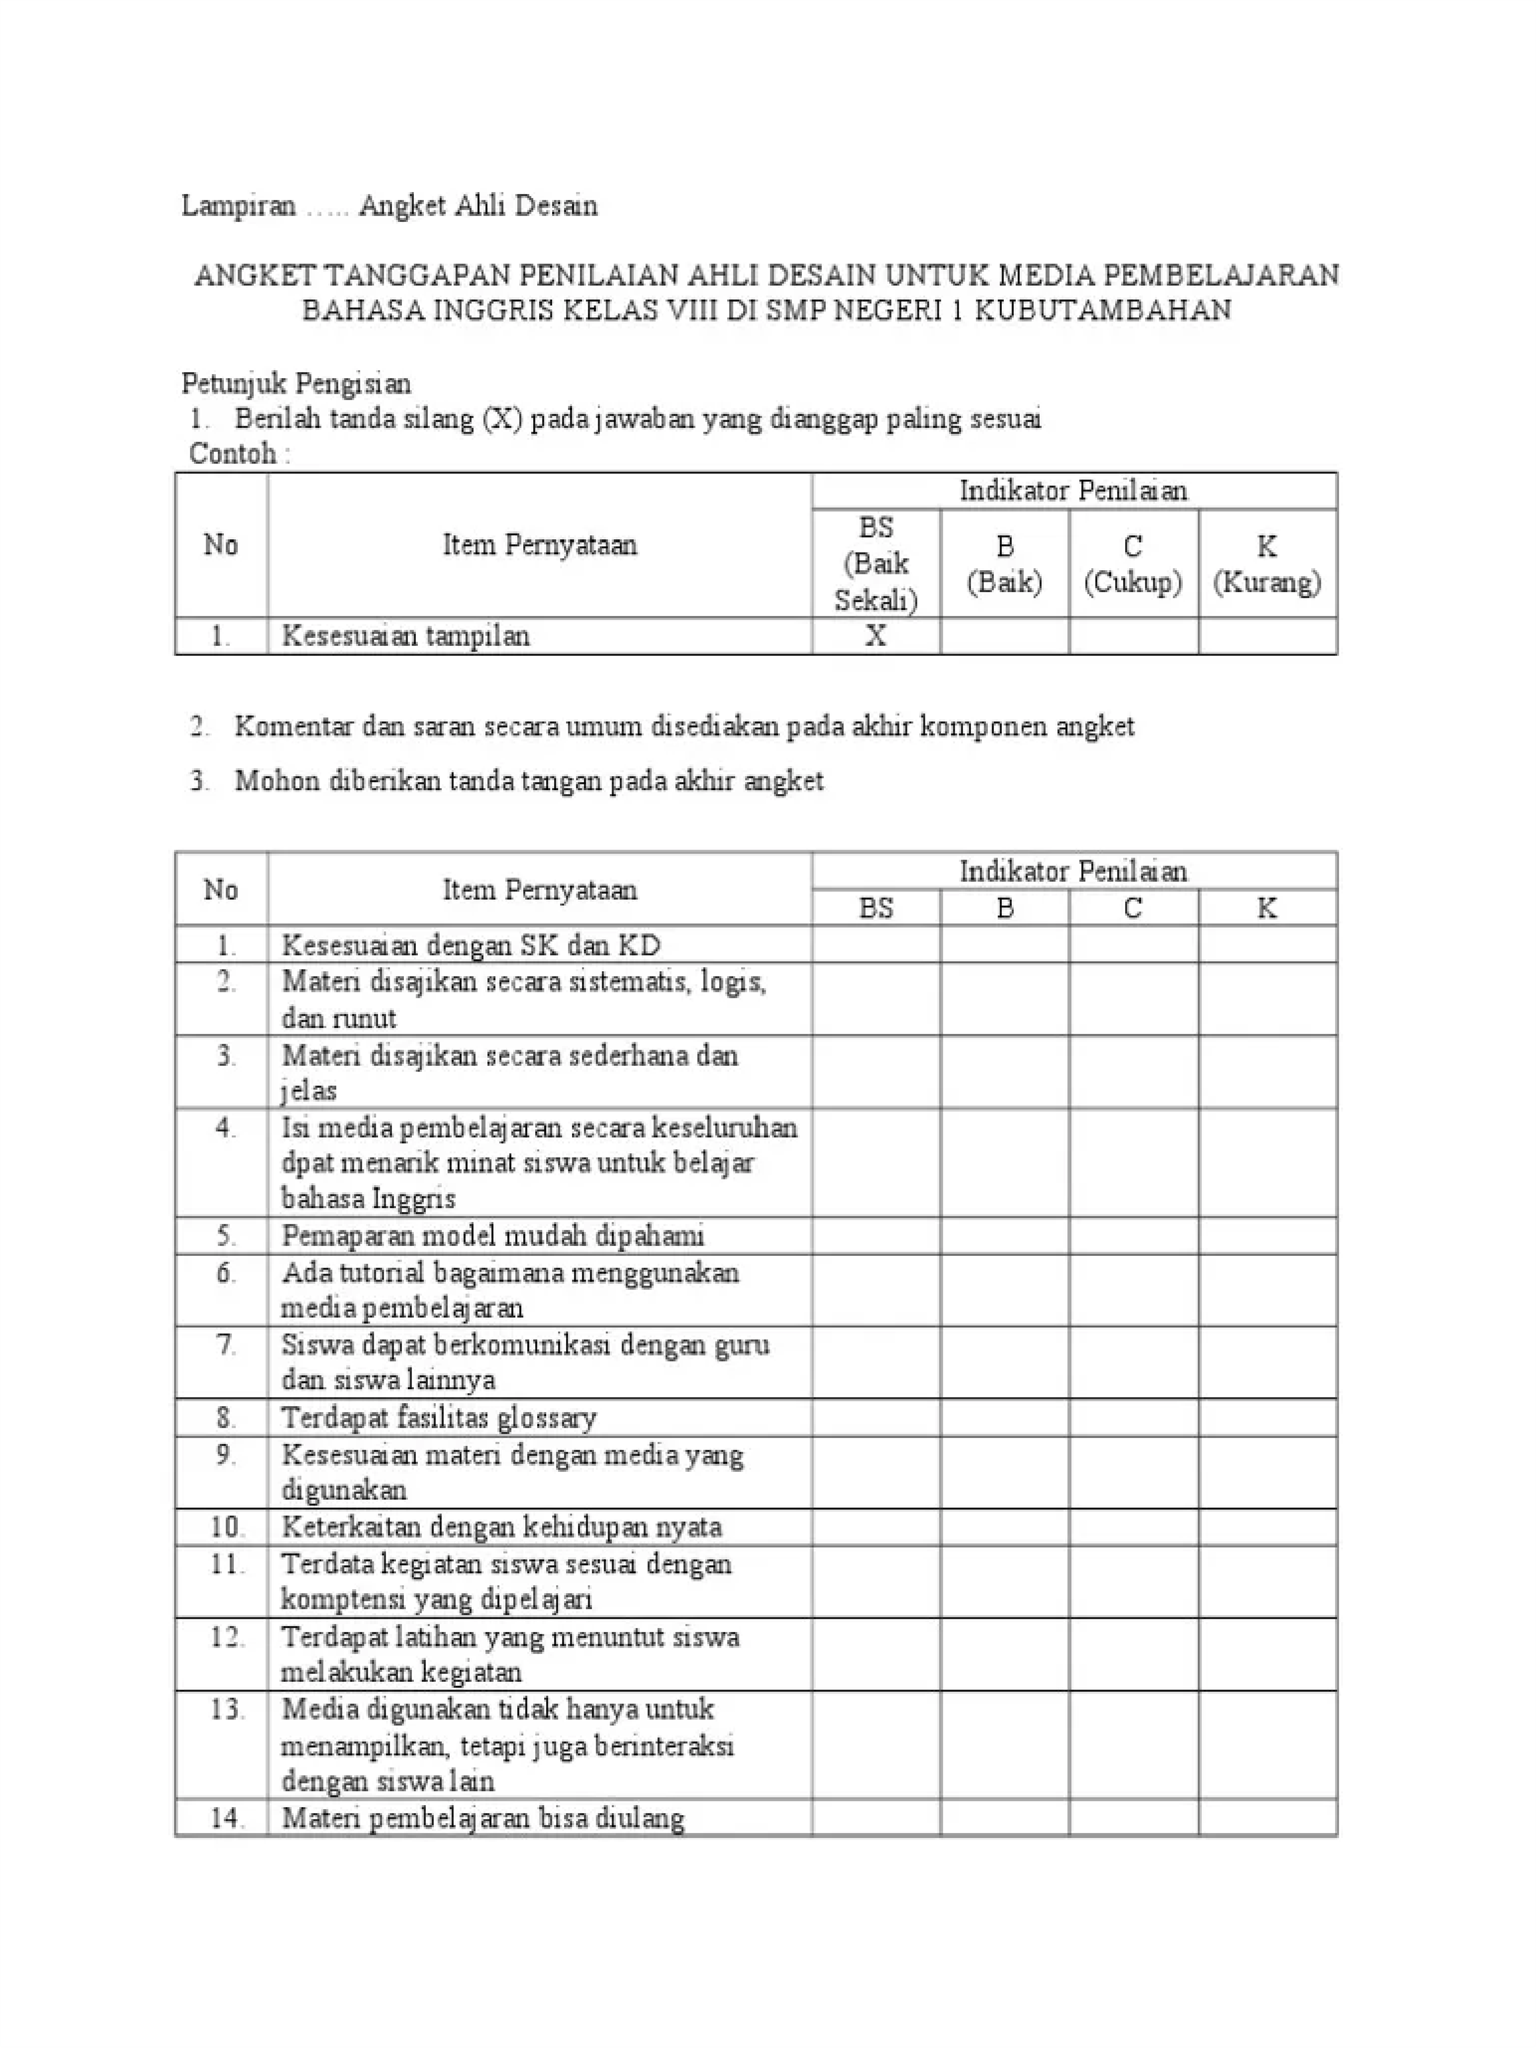 Lampiran ….. Angket Ahli Desain
ANGKET TANGGAPAN PENILAIAN AHLI DESAIN UNTUK MEDIA PEMBELAJARAN
BAHASA INGGRIS KELAS VIII DI SMP NEGERI 1 KUBUTAMBAHAN
Petunjuk Pengisian
1. Berilah tanda silang (X) pada jawaban yang dianggap paling sesuai
Contoh :
No Item Pernyataan Indikator Penilaian
BS
(Baik
Sekali)
B
(Baik)
C
(Cukup)
K
(Kurang)
1. Kesesuaian tampilan X
2. Komentar dan saran secara umum disediakan pada akhir komponen angket
3. Mohon diberikan tanda tangan pada akhir angket
No Item Pernyataan Indikator Penilaian
BS B C K
1. Kesesuaian dengan SK dan KD
2. Materi disajikan secara sistematis, logis,
dan runut
3. Materi disajikan secara sederhana dan
jelas
4. Isi media pembelajaran secara keseluruhan
dpat menarik minat siswa untuk belajar
bahasa Inggris
5. Pemaparan model mudah dipahami
6. Ada tutorial bagaimana menggunakan
media pembelajaran
7. Siswa dapat berkomunikasi dengan guru
dan siswa lainnya
8. Terdapat fasilitas glossary
9. Kesesuaian materi dengan media yang
digunakan
10. Keterkaitan dengan kehidupan nyata
11. Terdata kegiatan siswa sesuai dengan
komptensi yang dipelajari
12. Terdapat latihan yang menuntut siswa
melakukan kegiatan
13. Media digunakan tidak hanya untuk
menampilkan, tetapi juga berinteraksi
dengan siswa lain
14. Materi pembelajaran bisa diulang